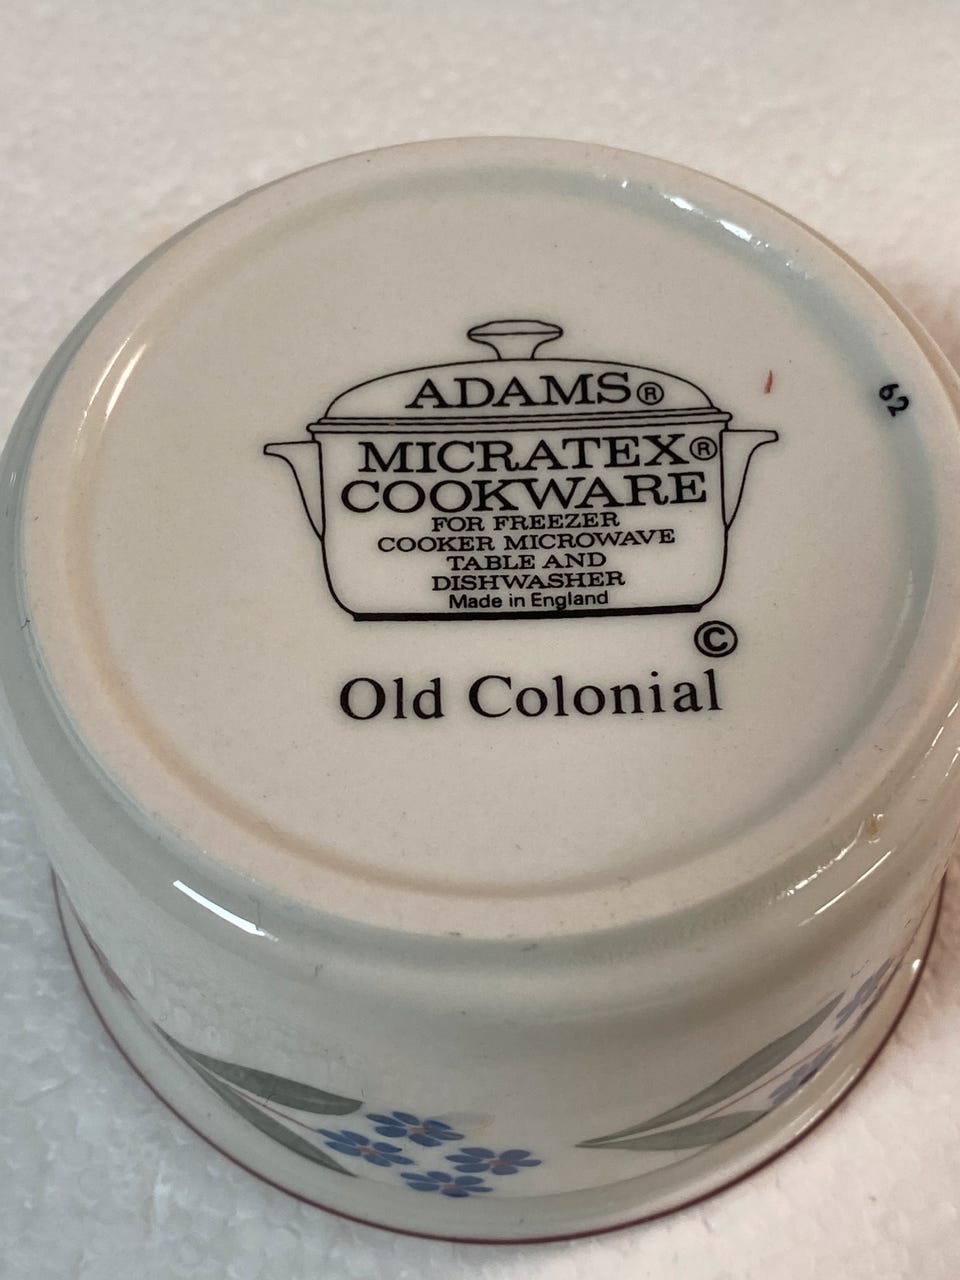 ADAMS®
MICRATEX®
COOKWARE
FOR FREEZER
COOKER MICROWAVE
TABLE AND
DISHWASHER
Made in England
©
Old Colonial
62